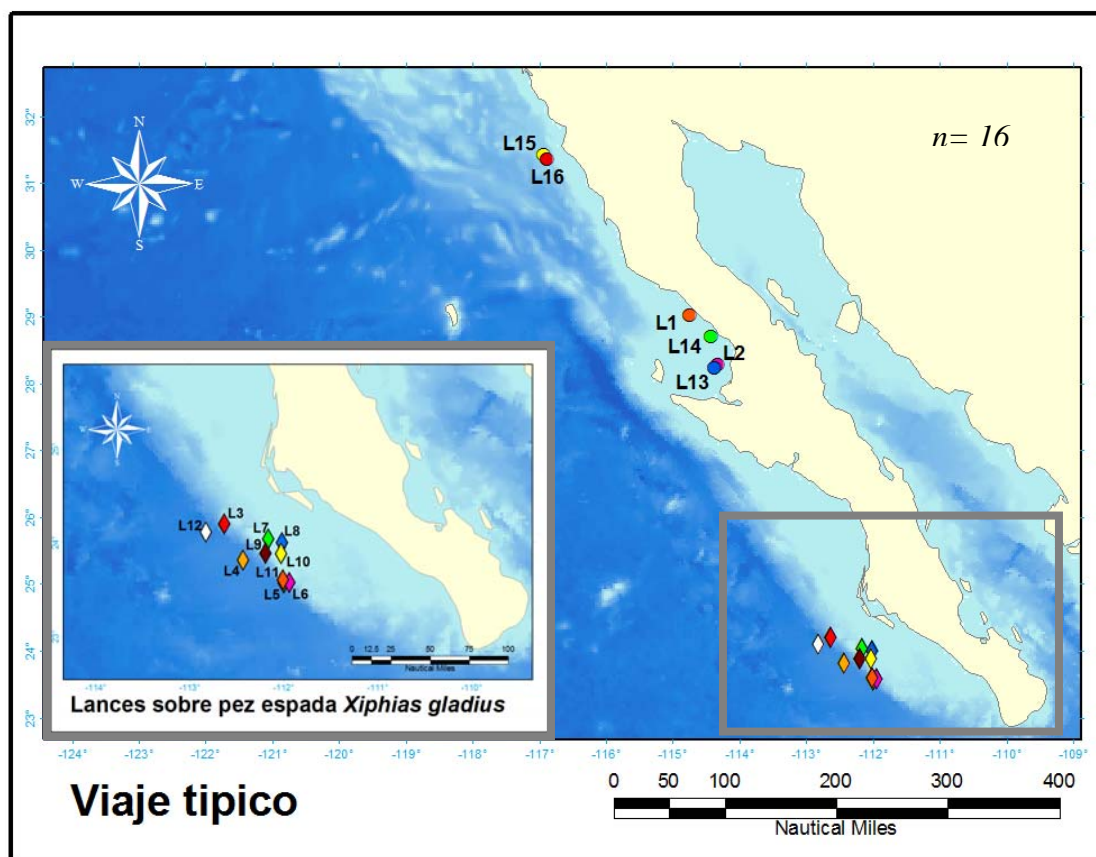 32°
31°
30°
29°
28°
27°
26°
25°
24°
23°
N
W E
S
n= 16
L15
L16
L1
L14
L2
L13
L3
L12
L7
L8
L9
L10
L4
L11
L5
L6
0 12.5 25 50 75 100
Nautical Miles
-114° -113° -112° -111° -110°
Lances sobre pez espada Xiphias gladius
-124° -123° -122° -121° -120° -119° -118° -117° -116° -115° -114° -113° -112° -111° -110° -109°
Viaje tipico
0 50 100 200 300 400
Nautical Miles